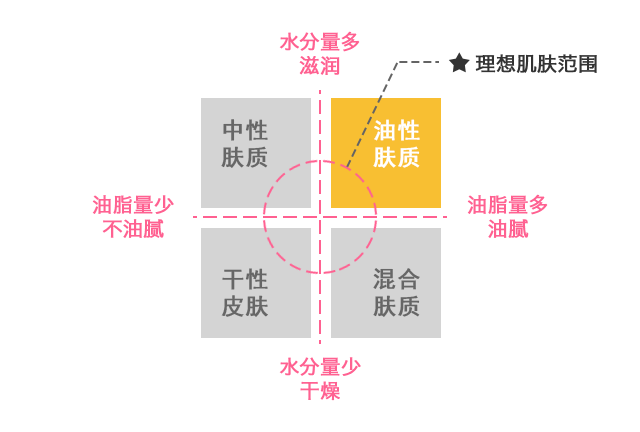 水分量多
滋润
★ 理想肌肤范围
中性
肤质
油性
肤质
油脂量少
不油腻
油脂量多
油腻
干性
皮肤
混合
肤质
水分量少
干燥